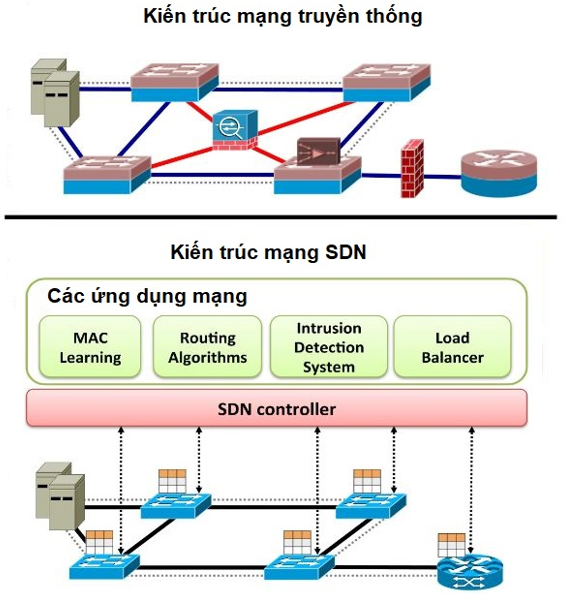 Kiến trúc mạng truyền thống
Kiến trúc mạng SDN
Các ứng dụng mạng
MAC
Learning
Routing
Algorithms
Intrusion
Detection
System
Load
Balancer
SDN controller